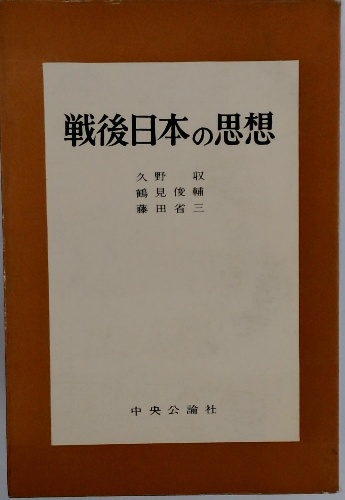 戦後日本の思想
久野 収
鶴見俊輔
藤田省三
中央公論社